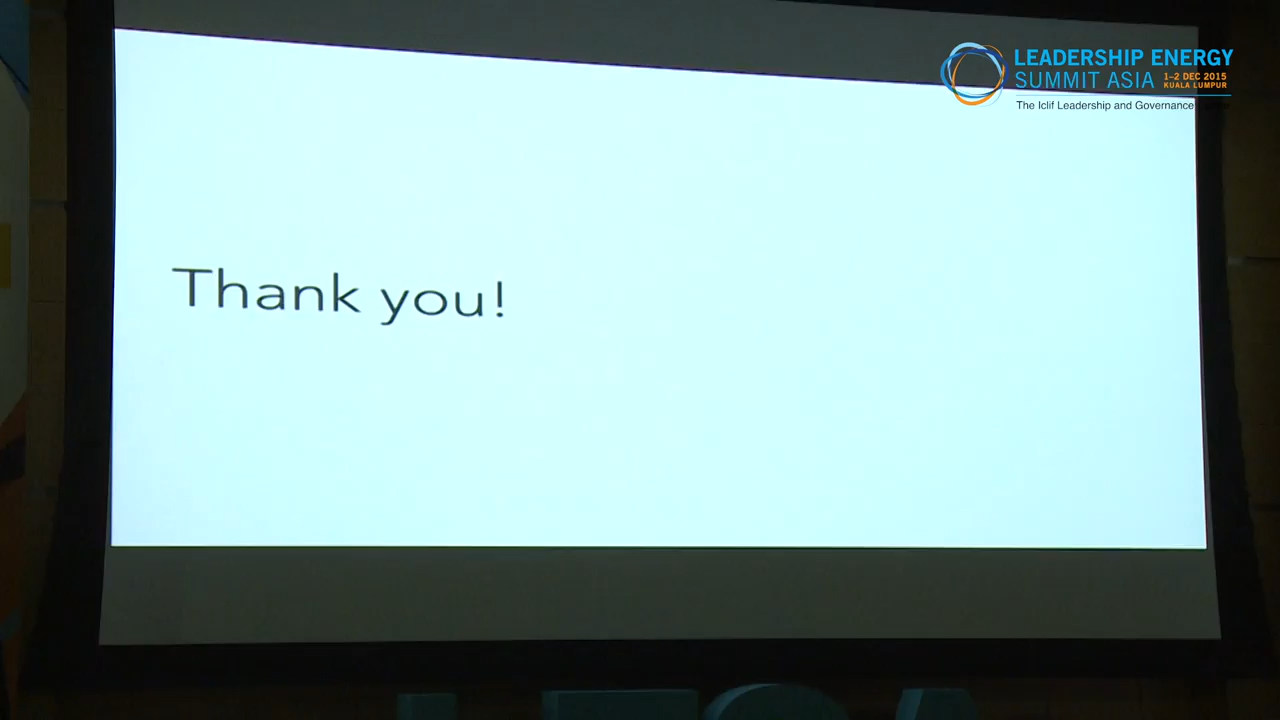 LEADERSHIP ENERGY
SUMMIT ASIA 1–2 DEC 2015
KUALA LUMPUR
The Iclif Leadership and Governance
Thank you!